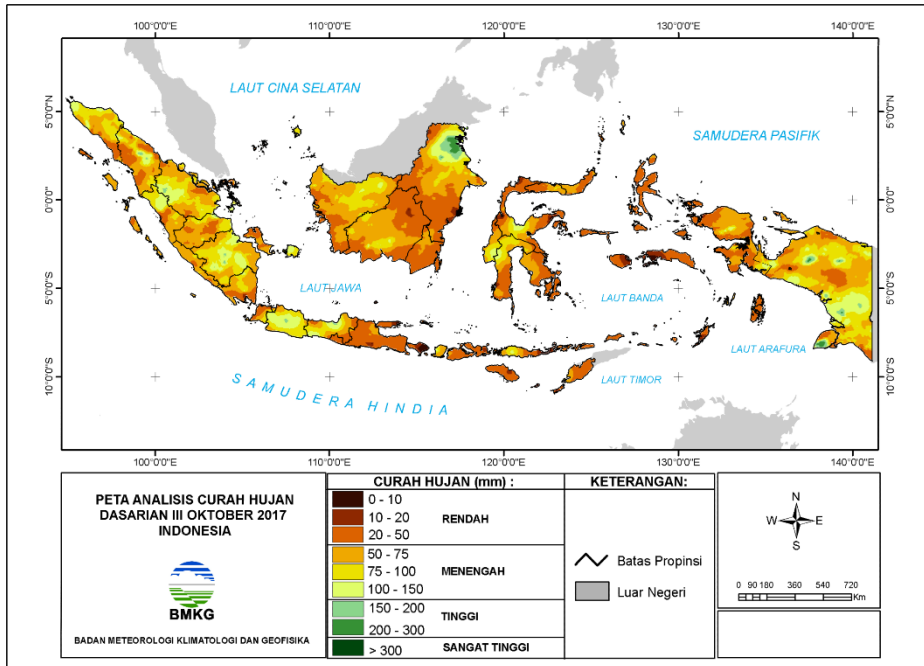 100°0'0"E 110°0'0"E 120°0'0"E 130°0'0"E 140°0'0"E
LAUT CINA SELATAN
SAMUDERA PASIFIK
5°0'0"N 5°0'0"N
0°0'0" 0°0'0"
LAUT JAWA
LAUT BANDA
5°0'0"S 5°0'0"S
LAUT ARAFURA
LAUT TIMOR
10°0'0"S 10°0'0"S
SAMUDERA HINDIA
100°0'0"E 110°0'0"E 120°0'0"E 130°0'0"E 140°0'0"E
PETA ANALISIS CURAH HUJAN
DASARIAN III OKTOBER 2017
INDONESIA
BMKG
BADAN METEOROLOGI KLIMATOLOGI DAN GEOFISIKA
CURAH HUJAN (mm) :
0 - 10
10 - 20
RENDAH
20 - 50
50 - 75
75 - 100
MENENGAH
100 - 150
150 - 200
TINGGI
200 - 300
> 300
SANGAT TINGGI
KETERANGAN:
Batas Propinsi
Luar Negeri
N
W E
S
0 90 180 360 540 720
Km